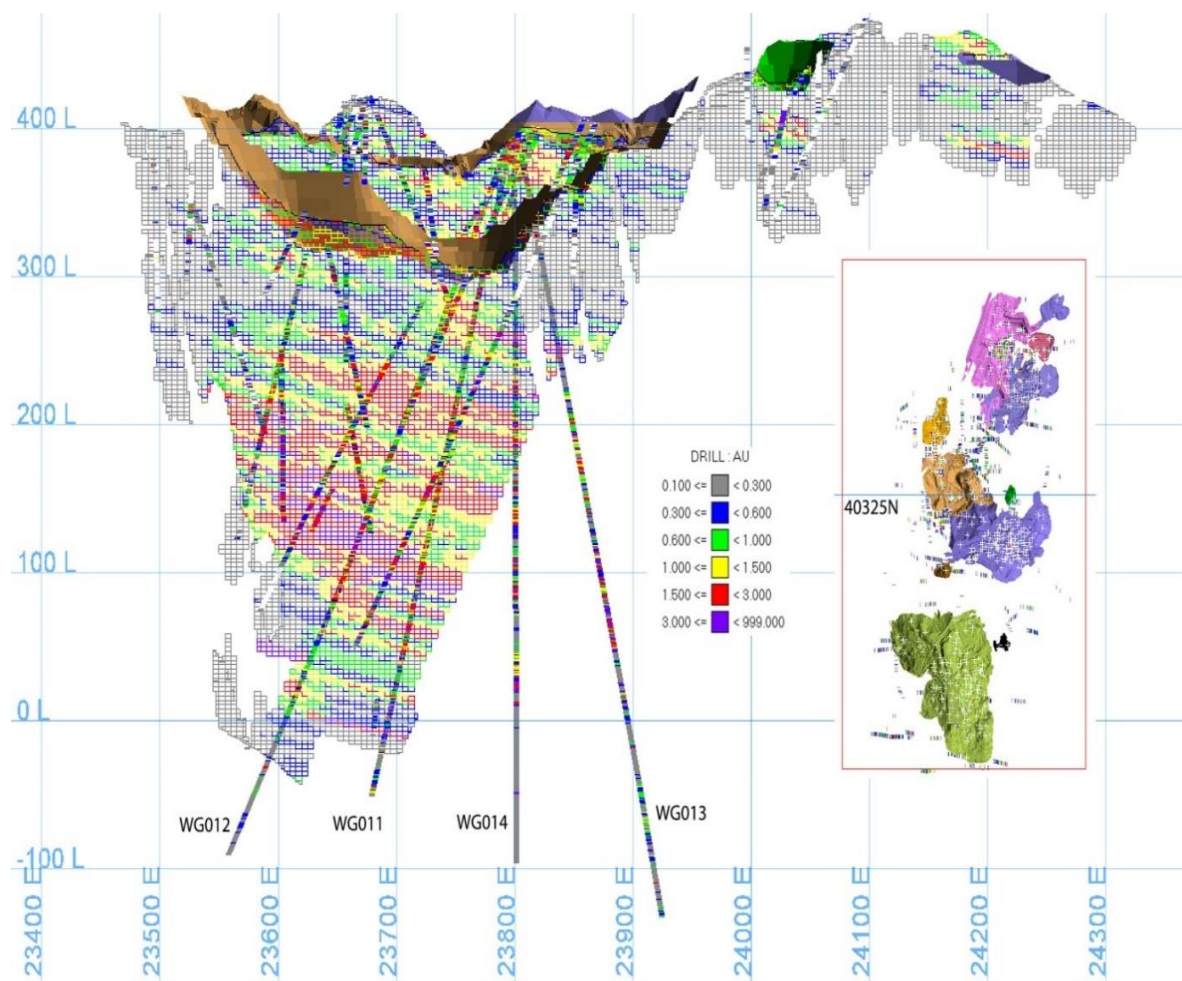 400 L
300 L
200 L
100 L
0 L
-100 L
DRILL : AU
0.100 <= < 0.300
0.300 <= < 0.600
0.600 <= < 1.000
1.000 <= < 1.500
1.500 <= < 3.000
3.000 <= < 999.000
40325N
WG012
WG011
WG014
WG013
23400 E
23500 E
23600 E
23700 E
23800 E
23900 E
24000 E
24100 E
24200 E
24300 E